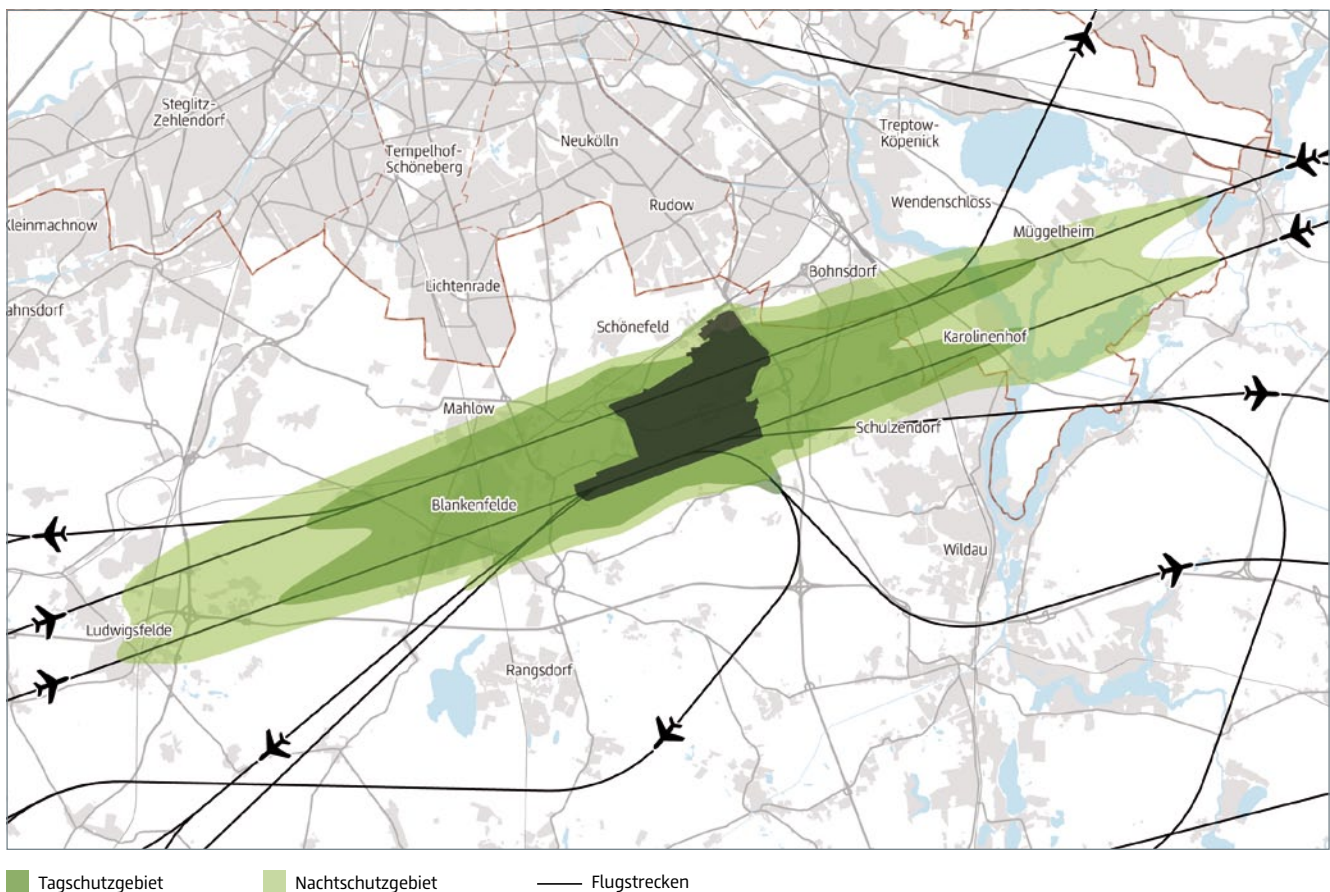 Steglitz-
Zehlendorf
Tempelhof-
Schöneberg
Neukölln
Treptow-
Köpenick
Kleinmachnow
Rudow
Wendenschloss
Müggelheim
Lichtenrade
Bohnsdorf
ahnsdorf
Schönefeld
Karolinenhof
Mahlow
Schulzendorf
Blankenfelde
Wildau
Ludwigsfelde
Rangsdorf
Tagschutzgebiet
Nachtschutzgebiet
Flugstrecken